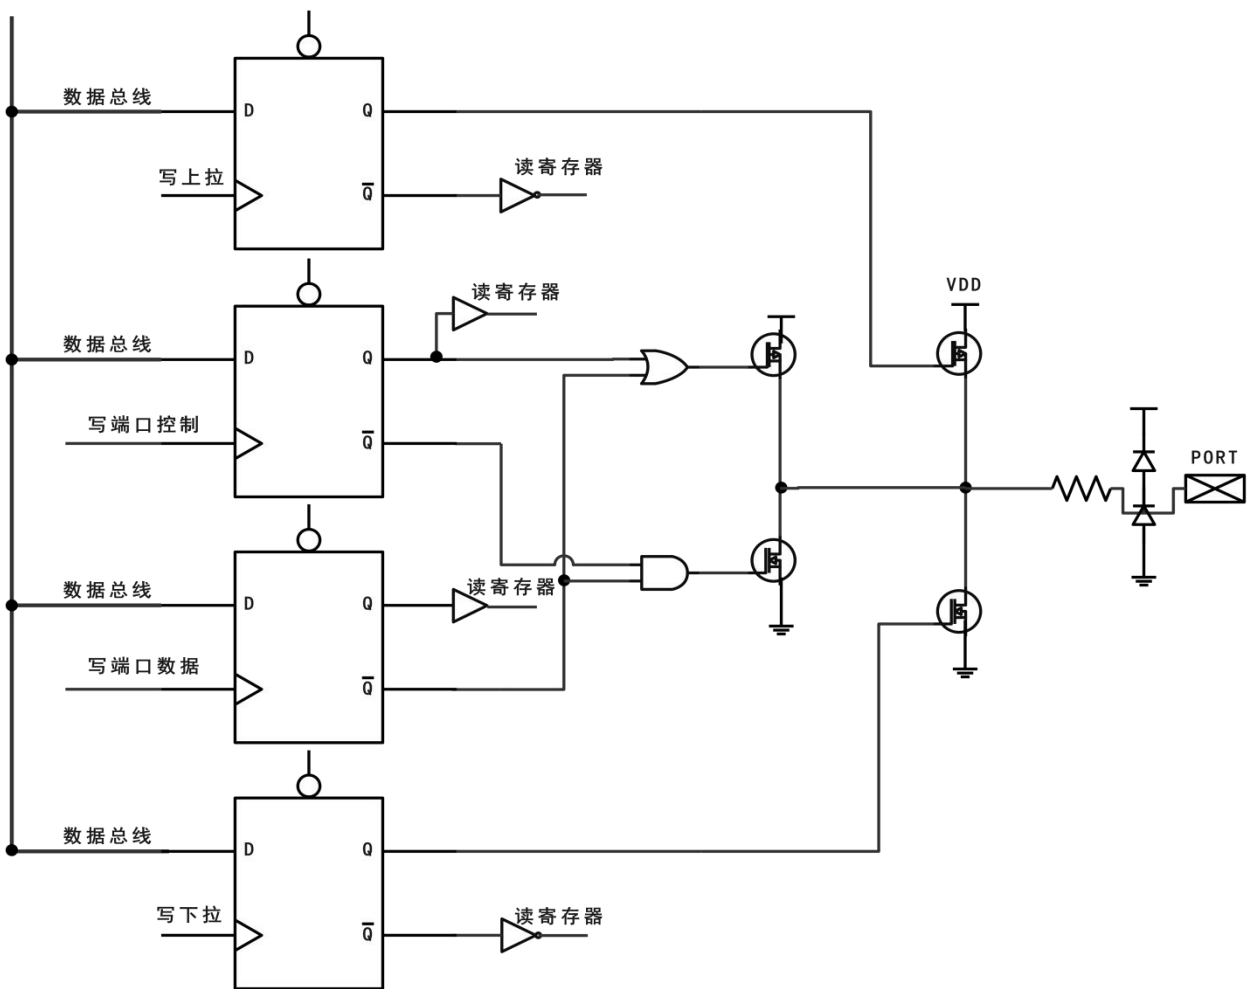 数据总线
D
Q
写上拉
Q
读寄存器
读寄存器
数据总线
D
Q
写端口控制
Q
VDD
PORT
数据总线
D
Q
读寄存器
写端口数据
Q
数据总线
D
Q
写下拉
Q
读寄存器